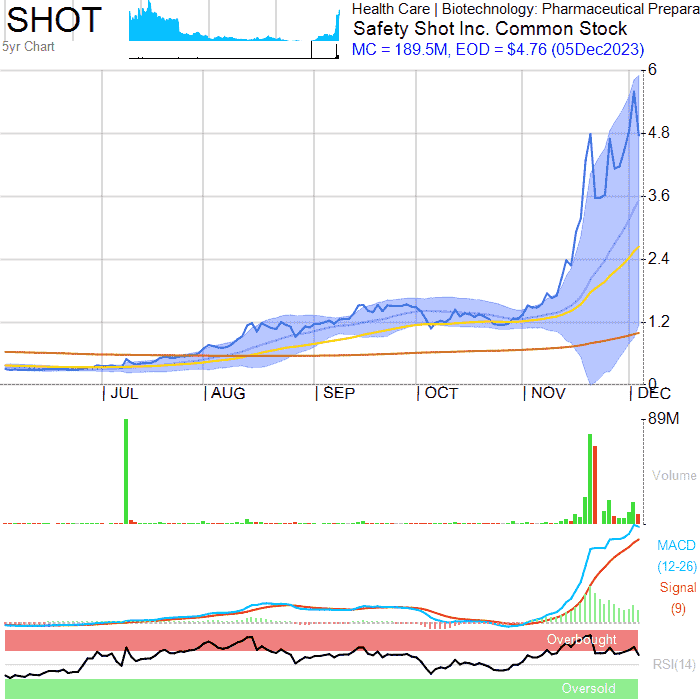 SHOT
5yr Chart
Health Care | Biotechnology: Pharmaceutical Prepara
Safety Shot Inc. Common Stock
MC = 189.5M, EOD = $4.76 (05Dec2023)
6
4.8
3.6
2.4
1.2
0
| JUL | AUG | SEP | OCT | NOV | DEC
89M
Volume
MACD
(12-26)
Signal
(9)
Overbought
RSI(14)
Oversold